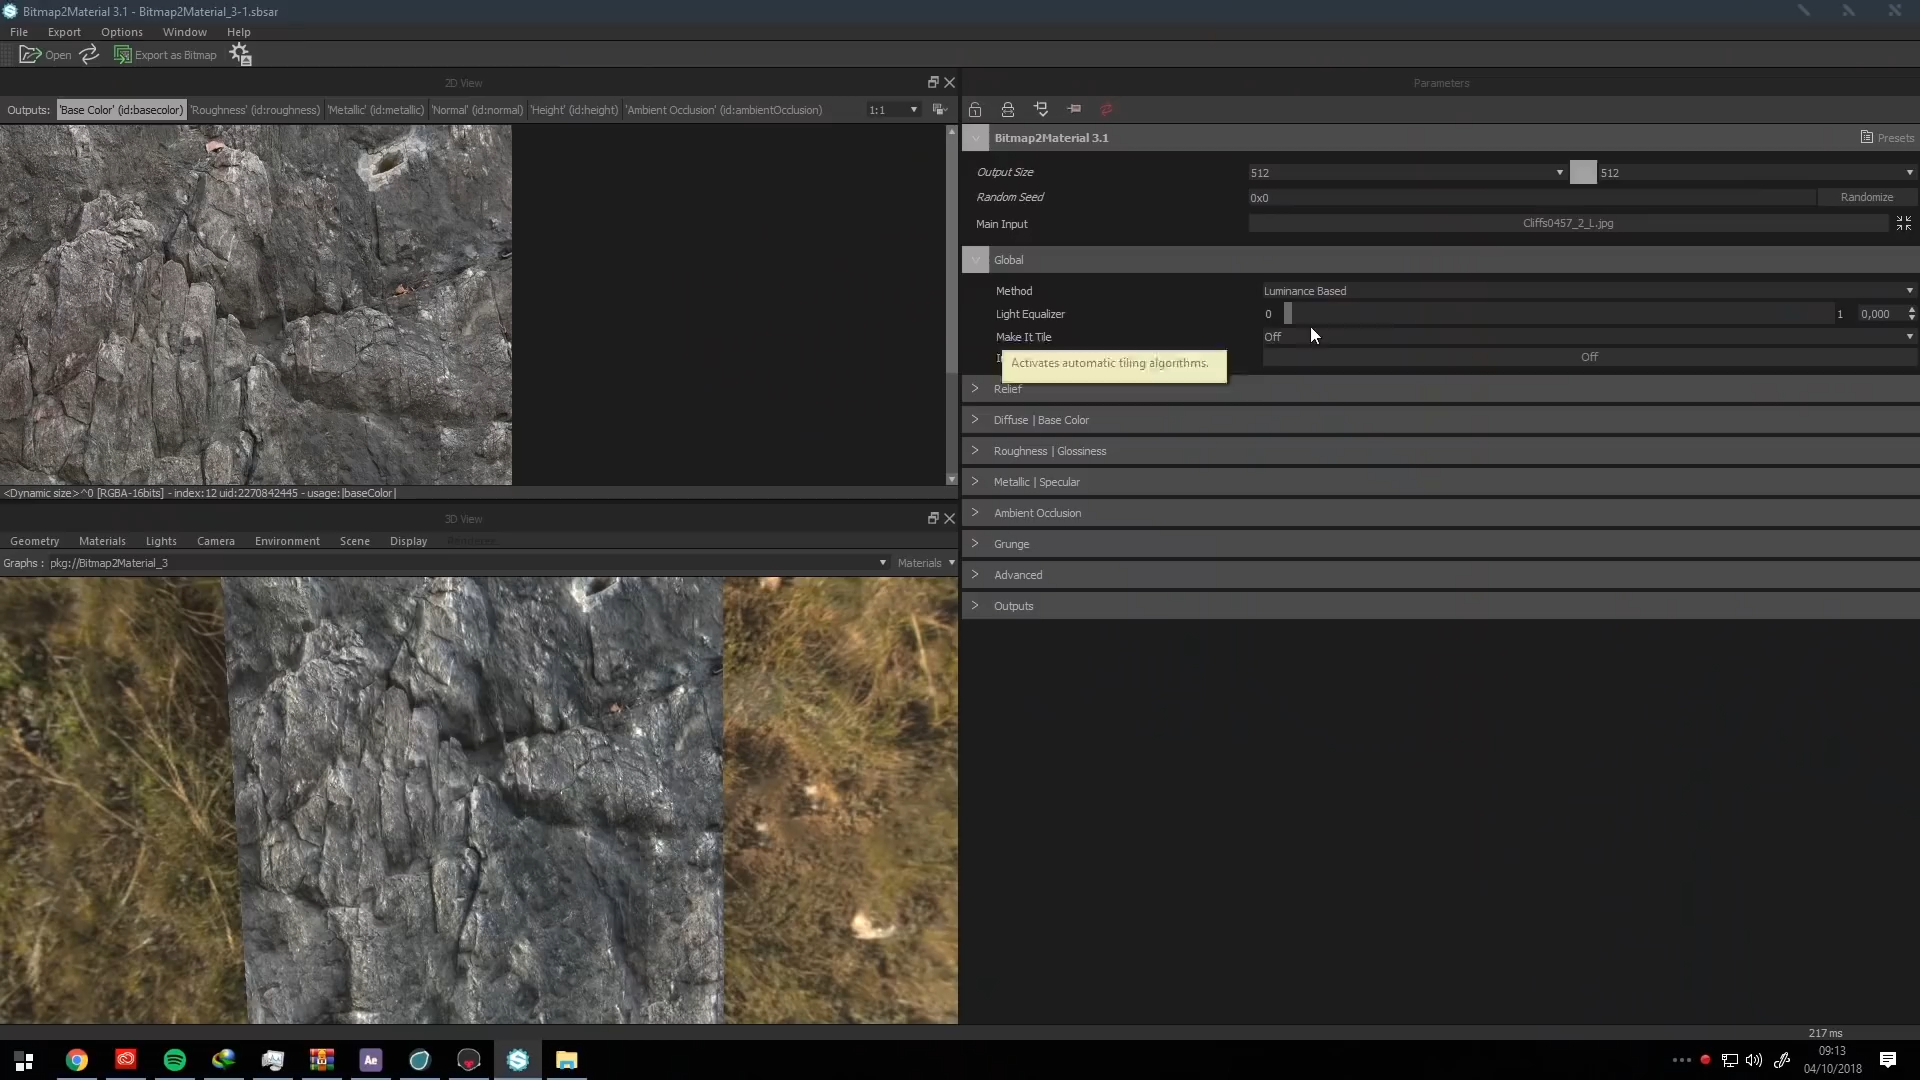 Bitmap2Material 3.1 - Bitmap2Material_3-1.sbsar
File Export Options Window Help
Open Export as Bitmap
2D View
Parameters
Outputs: 'Base Color' (id:basecolor) 'Roughness' (id:roughness) 'Metallic' (id:metallic) 'Normal' (id:normal) 'Height' (id:height) 'Ambient Occlusion' (id:ambientOcclusion) 1:1
Bitmap2Material 3.1 Presets
Output Size 512 512
Random Seed 0x0 Randomize
Main Input Cliffs0457_2_L.jpg
Global
Method Luminance Based
Light Equalizer 0 1 0,000
Make It Tile Off
Off
Activates automatic tiling algorithms.
Relief
Diffuse | Base Color
Roughness | Glossiness
Metallic | Specular
Ambient Occlusion
Grunge
Advanced
Outputs
<Dynamic size>^0 [RGBA-16bits] - index:12 uid:2270842445 - usage:|baseColor|
3D View
Geometry Materials Lights Camera Environment Scene Display Renderer
Graphs : pkg://Bitmap2Material_3 Materials
217 ms
Ae
09:13
04/10/2018